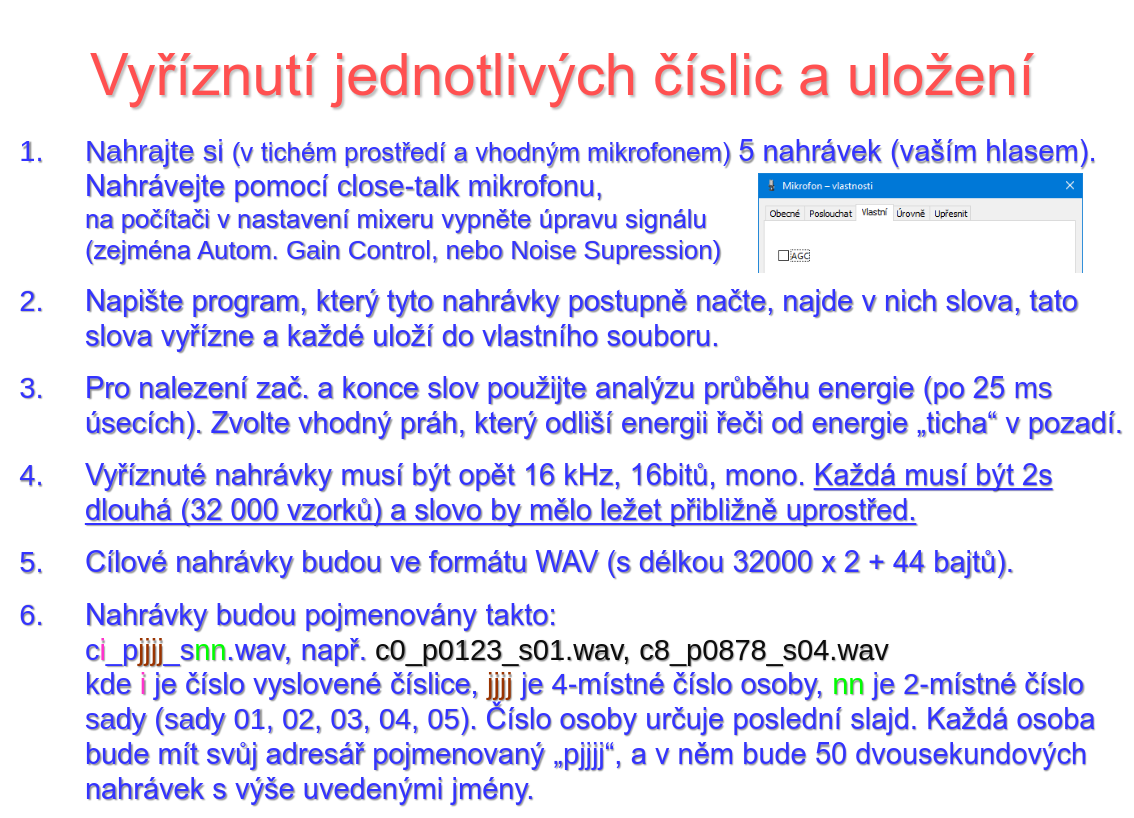 Vyříznutí jednotlivých číslic a uložení
1. Nahrajte si (v tichém prostředí a vhodným mikrofonem) 5 nahrávek (vaším hlasem).
Nahrávejte pomocí close-talk mikrofonu,
na počítači v nastavení mixeru vypněte úpravu signálu
(zejména Autom. Gain Control, nebo Noise Supression)
Mikrofon – vlastnosti
Obecné Poslouchat Vlastní Úrovně Upřesnit
AGC
2. Napište program, který tyto nahrávky postupně načte, najde v nich slova, tato
slova vyřízne a každé uloží do vlastního souboru.
3. Pro nalezení zač. a konce slov použijte analýzu průběhu energie (po 25 ms
úsecích). Zvolte vhodný práh, který odliší energii řeči od energie „ticha“ v pozadí.
4. Vyříznuté nahrávky musí být opět 16 kHz, 16bitů, mono. Každá musí být 2s
dlouhá (32 000 vzorků) a slovo by mělo ležet přibližně uprostřed.
5. Cílové nahrávky budou ve formátu WAV (s délkou 32000 x 2 + 44 bajtů).
6. Nahrávky budou pojmenovány takto:
ci_pjjjj_snn.wav, např. c0_p0123_s01.wav, c8_p0878_s04.wav
kde i je číslo vyslovené číslice, jjjj je 4-místné číslo osoby, nn je 2-místné číslo
sady (sady 01, 02, 03, 04, 05). Číslo osoby určuje poslední slajd. Každá osoba
bude mít svůj adresář pojmenovaný „pjjjj“, a v něm bude 50 dvousekundových
nahrávek s výše uvedenými jmény.